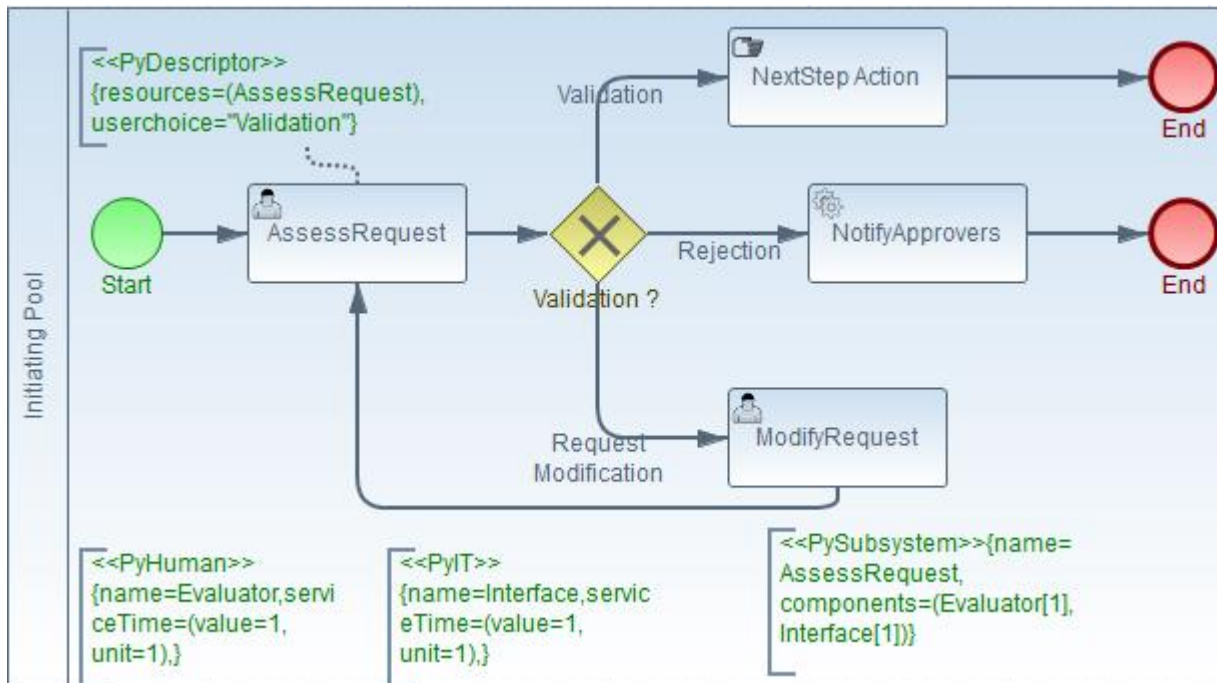 Initiating Pool
<<PyDescriptor>>
{resources=(AssessRequest),
userchoice="Validation"}
Validation
NextStep Action
End
Start
AssessRequest
Validation ?
Rejection
NotifyApprovers
End
Request
Modification
ModifyRequest
<<PyHuman>>
{name=Evaluator,servi
ceTime=(value=1,
unit=1),}
<<PyIT>>
{name=Interface,servic
eTime=(value=1,
unit=1),}
<<PySubsystem>>{name=
AssessRequest,
components=(Evaluator[1],
Interface[1])}